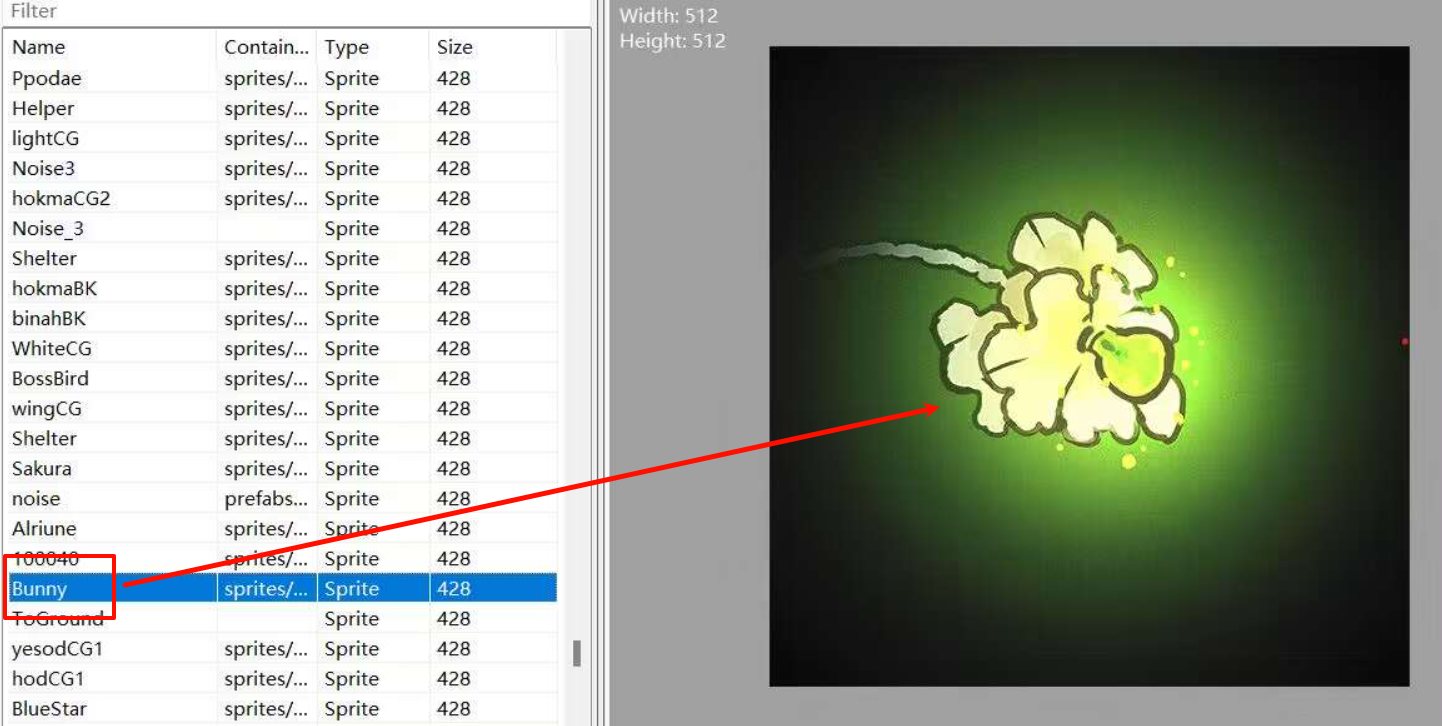 Filter
Width: 512
Height: 512
Name Contain... Type Size
Ppodae sprites/... Sprite 428
Helper sprites/... Sprite 428
lightCG sprites/... Sprite 428
Noise3 sprites/... Sprite 428
hokmaCG2 sprites/... Sprite 428
Noise_3 Sprite 428
Shelter sprites/... Sprite 428
hokmaBK sprites/... Sprite 428
binahBK sprites/... Sprite 428
WhiteCG sprites/... Sprite 428
BossBird sprites/... Sprite 428
wingCG sprites/... Sprite 428
Shelter sprites/... Sprite 428
Sakura sprites/... Sprite 428
noise prefabs... Sprite 428
Alriune sprites/... Sprite 428
100040 sprites/... Sprite 428
Bunny sprites/... Sprite 428
ToGround Sprite 428
yesodCG1 sprites/... Sprite 428
hodCG1 sprites/... Sprite 428
BlueStar sprites/... Sprite 428